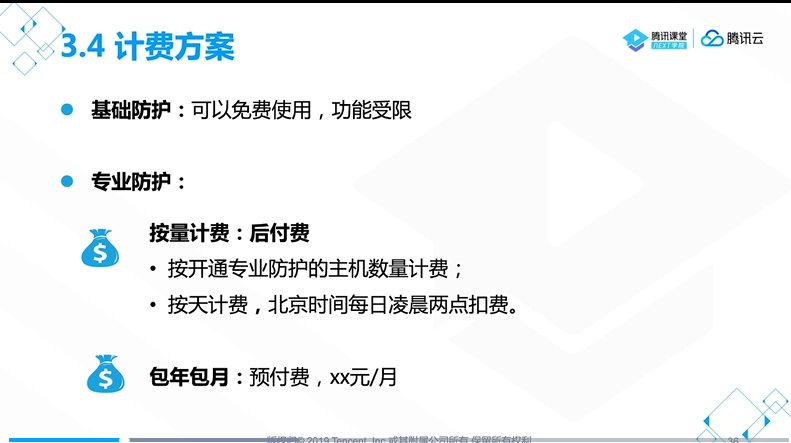 3.4 计费方案
腾讯课堂
NEXT学院
腾讯云
基础防护：可以免费使用，功能受限
专业防护：
按量计费：后付费
• 按开通专业防护的主机数量计费；
• 按天计费，北京时间每日凌晨两点扣费。
包年包月：预付费，xx元/月
版权归© 2019 Tencent, Inc.或其附属公司所有 保留所有权利
36